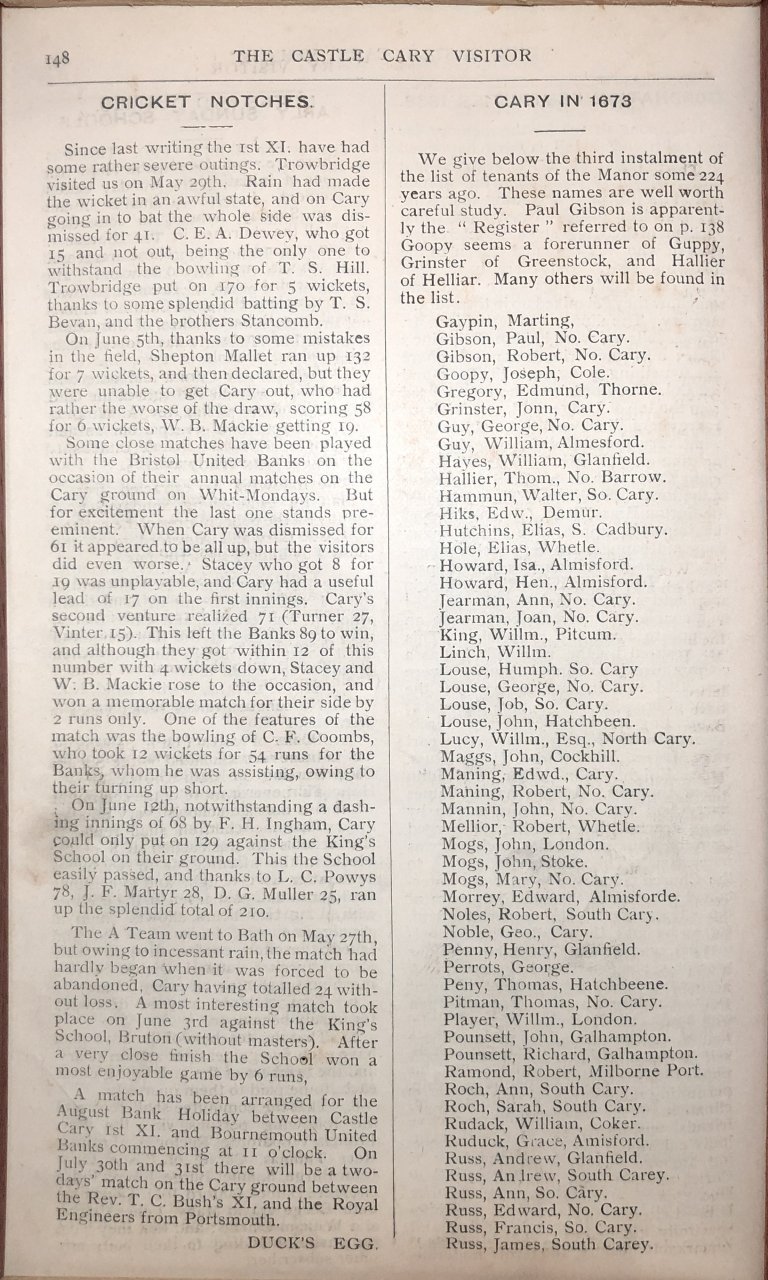 148
THE CASTLE CARY VISITOR
CRICKET NOTCHES.
Since last writing the 1st XI. have had
some rather severe outings. Trowbridge
visited us on May 29th. Rain had made
the wicket in an awful state, and on Cary
going in to bat the whole side was dis-
missed for 41. C. E. A. Dewey, who got
15 and not out, being the only one to
withstand the bowling of T. S. Hill.
Trowbridge put on 170 for 5 wickets,
thanks to some splendid batting by T. S.
Bevan, and the brothers Stancomb.
On June 5th, thanks to some mistakes
in the field, Shepton Mallet ran up 132
for 7 wickets, and then declared, but they
were unable to get Cary out, who had
rather the worse of the draw, scoring 58
for 6 wickets, W. B. Mackie getting 19.
Some close matches have been played
with the Bristol United Banks on the
occasion of their annual matches on the
Cary ground on Whit-Mondays. But
for excitement the last one stands pre-
eminent. When Cary was dismissed for
61 it appeared to be all up, but the visitors
did even worse. Stacey who got 8 for
19 was unplayable, and Cary had a useful
lead of 17 on the first innings. Cary's
second venture realized 71 (Turner 27,
Vinter 15). This left the Banks 89 to win,
and although they got within 12 of this
number with 4 wickets down, Stacey and
W. B. Mackie rose to the occasion, and
won a memorable match for their side by
2 runs only. One of the features of the
match was the bowling of C. F. Coombs,
who took 12 wickets for 54 runs for the
Banks, whom he was assisting, owing to
their turning up short.
On June 12th, notwithstanding a dash-
ing innings of 68 by F. H. Ingham, Cary
could only put on 129 against the King's
School on their ground. This the School
easily passed, and thanks to L. C. Powys
78, J. F. Martyr 28, D. G. Muller 25, ran
up the splendid total of 210.
The A Team went to Bath on May 27th,
but owing to incessant rain, the match had
hardly began when it was forced to be
abandoned, Cary having totalled 24 with-
out loss. A most interesting match took
place on June 3rd against the King's
School, Bruton (without masters). After
a very close finish the School won a
most enjoyable game by 6 runs,
A match has been arranged for the
August Bank Holiday between Castle
Cary 1st XI. and Bournemouth United
Banks commencing at 11 o'clock. On
July 30th and 31st there will be a two-
days' match on the Cary ground between
the Rev. T. C. Bush's XI. and the Royal
Engineers from Portsmouth.
DUCK'S EGG.
CARY IN 1673
We give below the third instalment of
the list of tenants of the Manor some 224
years ago. These names are well worth
careful study. Paul Gibson is apparent-
ly the " Register " referred to on p. 138
Goopy seems a forerunner of Guppy,
Grinster of Greenstock, and Hallier
of Helliar. Many others will be found in
the list.
Gaypin, Marting,
Gibson, Paul, No. Cary.
Gibson, Robert, No. Cary.
Goopy, Joseph, Cole.
Gregory, Edmund, Thorne.
Grinster, Jonn, Cary.
Guy, George, No. Cary.
Guy, William, Almesford.
Hayes, William, Glanfield.
Hallier, Thom., No. Barrow.
Hammun, Walter, So. Cary.
Hiks, Edw., Demur.
Hutchins, Elias, S. Cadbury.
Hole, Elias, Whetle.
Howard, Isa., Almisford.
Howard, Hen., Almisford.
Jearman, Ann, No. Cary.
Jearman, Joan, No. Cary.
King, Willm., Pitcum.
Linch, Willm.
Louse, Humph. So. Cary
Louse, George, No. Cary.
Louse, Job, So. Cary.
Louse, John, Hatchbeen.
Lucy, Willm., Esq., North Cary.
Maggs, John, Cockhill.
Maning, Edwd., Cary.
Maning, Robert, No. Cary.
Mannin, John, No. Cary.
Mellior, Robert, Whetle.
Mogs, John, London.
Mogs, John, Stoke.
Mogs, Mary, No. Cary.
Morrey, Edward, Almisforde.
Noles, Robert, South Cary.
Noble, Geo., Cary.
Penny, Henry, Glanfield.
Perrots, George.
Peny, Thomas, Hatchbeene.
Pitman, Thomas, No. Cary.
Player, Willm., London.
Pounsett, John, Galhampton.
Pounsett, Richard, Galhampton.
Ramond, Robert, Milborne Port.
Roch, Ann, South Cary.
Roch, Sarah, South Cary.
Rudack, William, Coker.
Ruduck, Grace, Amisford.
Russ, Andrew, Glanfield.
Russ, An lrew, South Carey.
Russ, Ann, So. Cary.
Russ, Edward, No. Cary.
Russ, Francis, So. Cary.
Russ, James, South Carey.